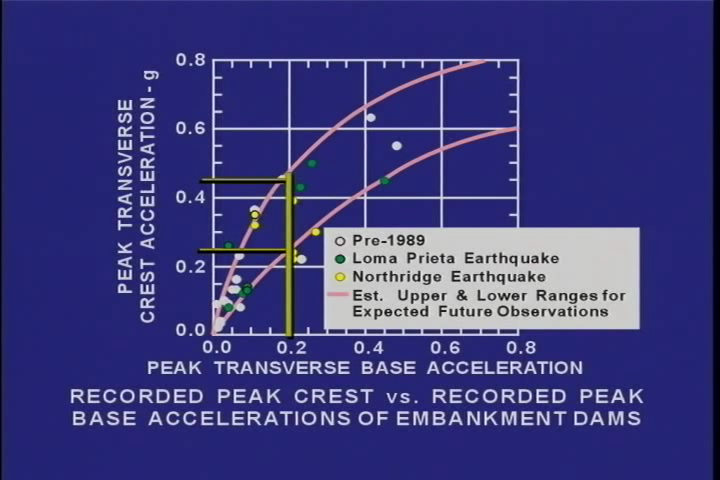 0.8
0.6
0.4
0.2
0.0
PEAK TRANSVERSE
CREST ACCELERATION - g
Pre-1989
Loma Prieta Earthquake
Northridge Earthquake
Est. Upper & Lower Ranges for
Expected Future Observations
0.0 0.2 0.4 0.6 0.8
PEAK TRANSVERSE BASE ACCELERATION
RECORDED PEAK CREST vs. RECORDED PEAK
BASE ACCELERATIONS OF EMBANKMENT DAMS